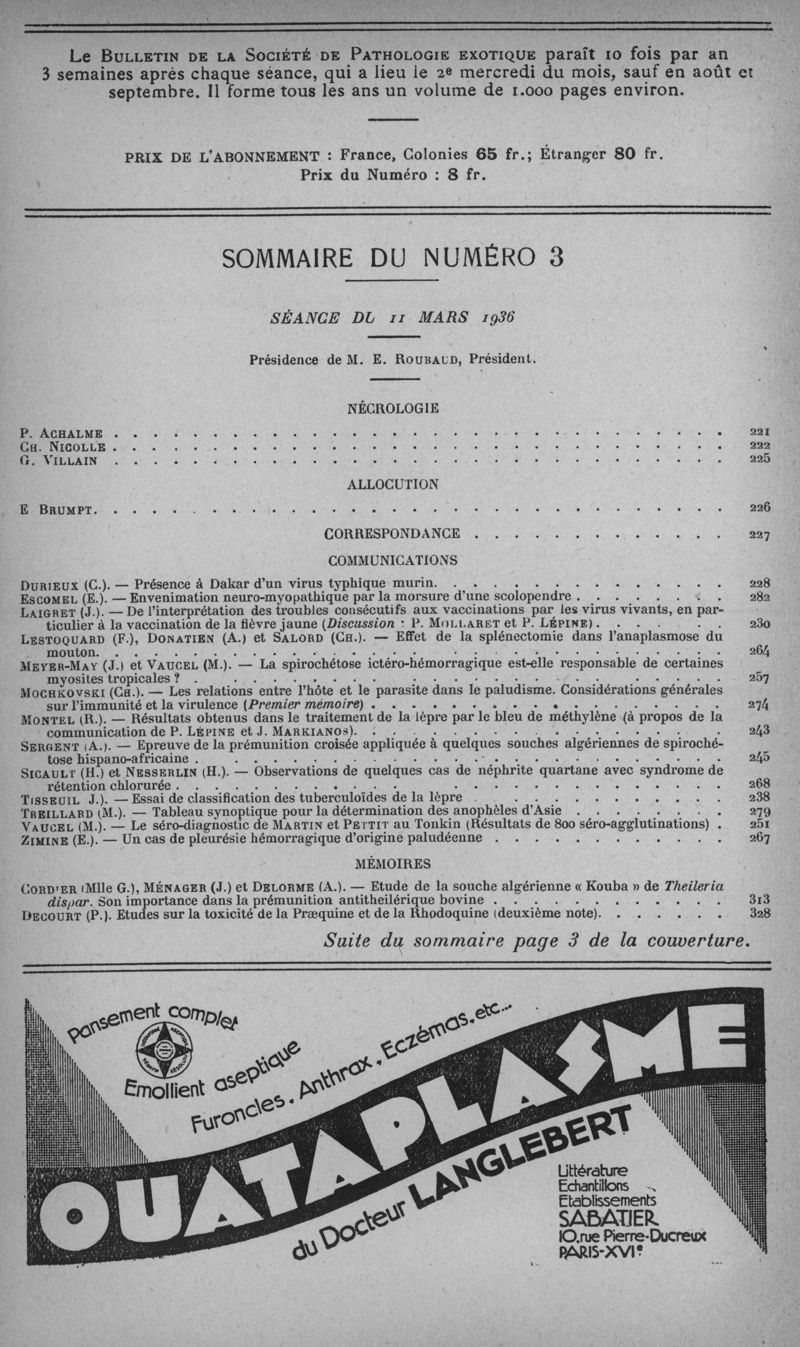 Le Bulletin de la Société de Pathologie exotique paraît 10 fois par an
3 semaines après chaque séance, qui a lieu le 2e mercredi du mois, sauf en août et
septembre. Il forme tous les ans un volume de 1.000 pages environ.
PRIX DE L'ABONNEMENT : France, Colonies 65 fr.; Étranger 80 fr.
Prix du Numéro : 8 fr.
SOMMAIRE DU NUMÉRO 3
SÉANCE DU 11 MARS 1936
Présidence de M. E. Roubaud, Président.
NÉCROLOGIE
P. Achalme . . . . . 221
Ch. Nicolle . . . . . 222
G. Villain . . . . . 225
ALLOCUTION
E Brumpt. . . . . . 226
CORRESPONDANCE . . . . . 227
COMMUNICATIONS
Durieux (C.). — Présence à Dakar d'un virus typhique murin. . . . . . 228
Escomel (E.). — Envenimation neuro-myopathique par la morsure d'une scolopendre . . . . . 282
Laigret (J.). — De l'interprétation des troubles consécutifs aux vaccinations par les virus vivants, en par-
ticulier à la vaccination de la fièvre jaune (Discussion : P. Mollaret et P. Lépine) . . . . . 230
Lestoquard (F.), Donatien (A.) et Salord (Ch.). — Effet de la splénectomie dans l'anaplasmose du
mouton. . . . . . 264
Meyer-May (J.) et Vaucel (M.). — La spirochétose ictéro-hémorragique est-elle responsable de certaines
myosites tropicales ? . . . . . 257
Mochkovski (Ch.). — Les relations entre l'hôte et le parasite dans le paludisme. Considérations générales
sur l'immunité et la virulence (Premier mémoire) . . . . . 274
Montel (R.). — Résultats obtenus dans le traitement de la lèpre par le bleu de méthylène (à propos de la
communication de P. Lépine et J. Markianos). . . . . . 243
Sergent (A.). — Epreuve de la prémunition croisée appliquée à quelques souches algériennes de spiroché-
tose hispano-africaine . . . . . 245
Sicault (H.) et Nesserlin (H.). — Observations de quelques cas de néphrite quartane avec syndrome de
rétention chlorurée . . . . . 268
Tisseuil J.). — Essai de classification des tuberculoïdes de la lèpre . . . . . 238
Treillard (M.). — Tableau synoptique pour la détermination des anophèles d'Asie . . . . . 279
Vaucel (M.). — Le séro-diagnostic de Martin et Pettit au Tonkin (Résultats de 800 séro-agglutinations) . 251
Zimine (E.). — Un cas de pleurésie hémorragique d'origine paludéenne . . . . . 267
MÉMOIRES
Cordier (Mlle G.), Ménager (J.) et Delorme (A.). — Etude de la souche algérienne « Kouba » de Theileria
dispar. Son importance dans la prémunition antitheilérique bovine . . . . . 313
Decourt (P.). Etudes sur la toxicité de la Præquine et de la Rhodoquine (deuxième note). . . . . . 328
Suite du sommaire page 3 de la couverture.
Pansement complet
Emollient aseptique
Furoncles. Anthrax. Eczémas. etc...
OUATAPLASME
du Docteur LANGLEBERT
Littérature
Echantillons
Etablissements
SABATIER
10, rue Pierre-Ducreux
PARIS-XVIe